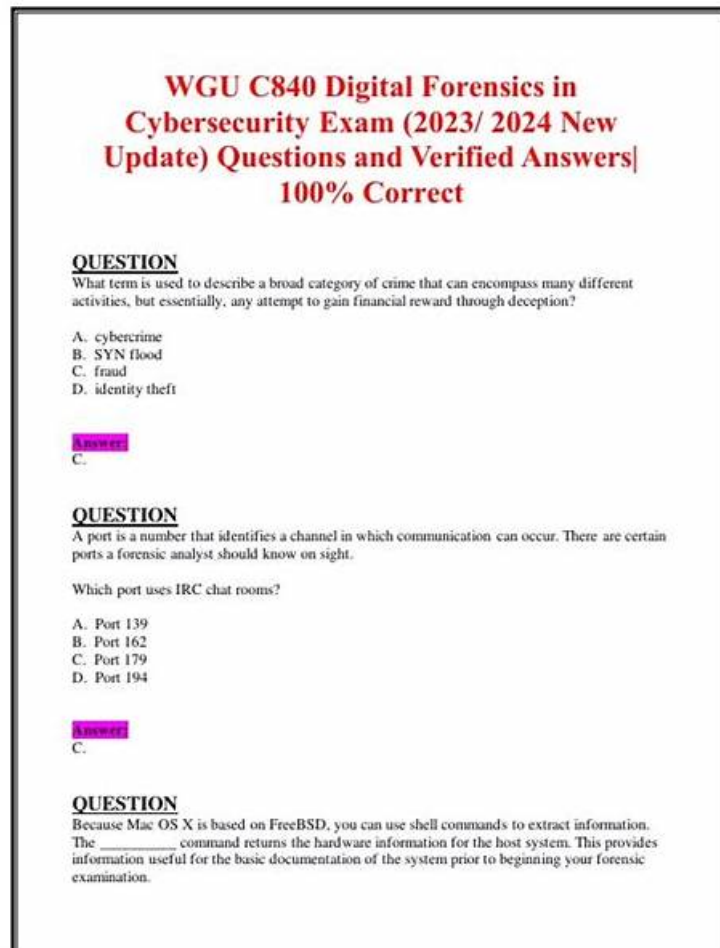 WGU C840 Digital Forensics in
Cybersecurity Exam (2023/ 2024 New
Update) Questions and Verified Answers|
100% Correct
QUESTION
What term is used to describe a broad category of crime that can encompass many different
activities, but essentially, any attempt to gain financial reward through deception?
A. cybercrime
B. SYN flood
C. fraud
D. identity theft
Answer:
C.
QUESTION
A port is a number that identifies a channel in which communication can occur. There are certain
ports a forensic analyst should know on sight.
Which port uses IRC chat rooms?
A. Port 139
B. Port 162
C. Port 179
D. Port 194
Answer:
C.
QUESTION
Because Mac OS X is based on FreeBSD, you can use shell commands to extract information.
The __________ command returns the hardware information for the host system. This provides
information useful for the basic documentation of the system prior to beginning your forensic
examination.